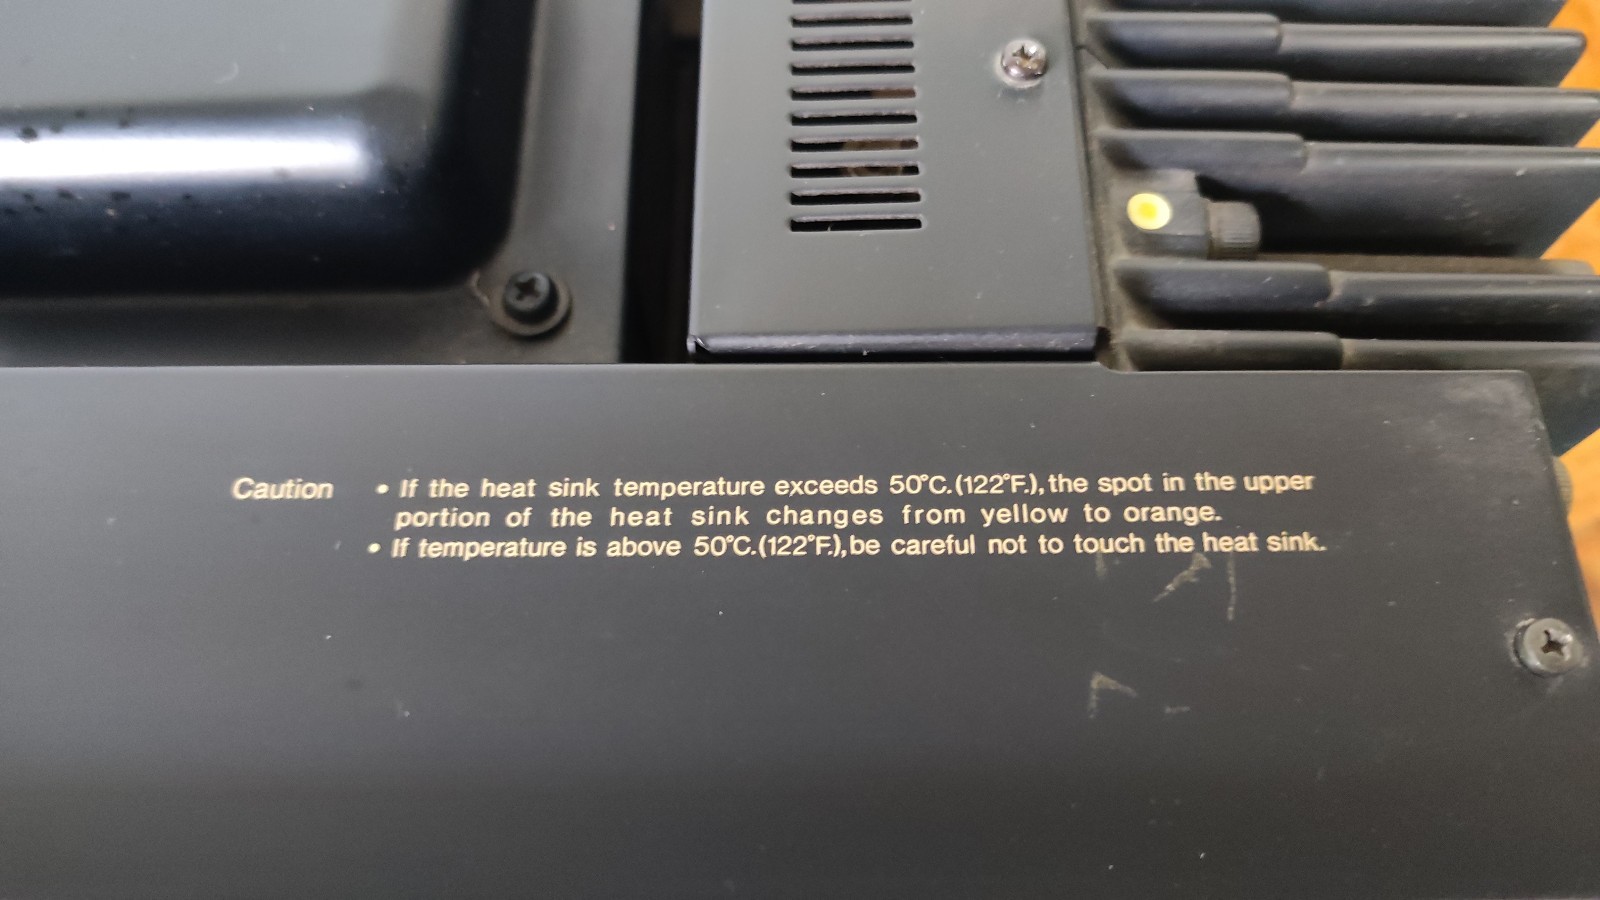 Caution • If the heat sink temperature exceeds 50°C.(122°F.), the spot in the upper
portion of the heat sink changes from yellow to orange.
• If temperature is above 50°C.(122°F.), be careful not to touch the heat sink.